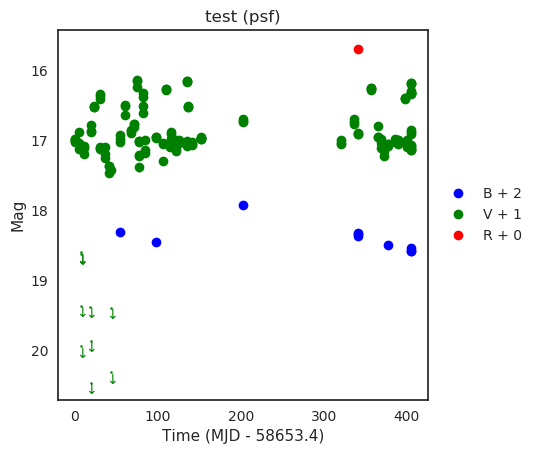 test (psf)
16
17
18
19
20
Mag
0
100
200
300
400
Time (MJD - 58653.4)
B + 2
V + 1
R + 0